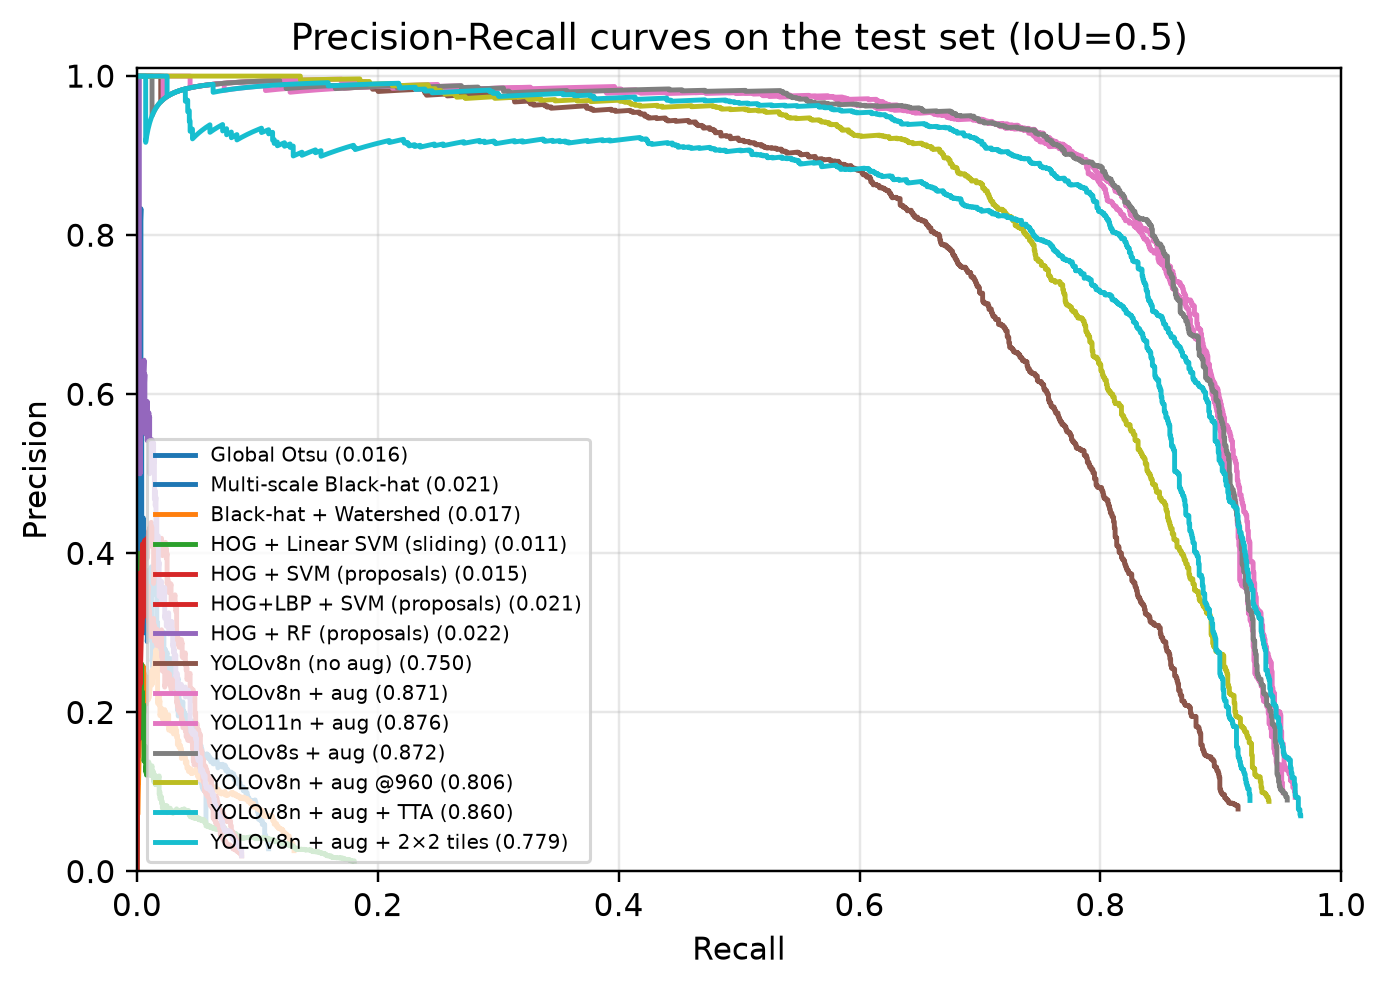 Precision-Recall curves on the test set (IoU=0.5)
Precision
1.0
0.8
0.6
0.4
0.2
0.0
Global Otsu (0.016)
Multi-scale Black-hat (0.021)
Black-hat + Watershed (0.017)
HOG + Linear SVM (sliding) (0.011)
HOG + SVM (proposals) (0.015)
HOG+LBP + SVM (proposals) (0.021)
HOG + RF (proposals) (0.022)
YOLOv8n (no aug) (0.750)
YOLOv8n + aug (0.871)
YOLO11n + aug (0.876)
YOLOv8s + aug (0.872)
YOLOv8n + aug @960 (0.806)
YOLOv8n + aug + TTA (0.860)
YOLOv8n + aug + 2×2 tiles (0.779)
0.0 0.2 0.4 0.6 0.8 1.0
Recall